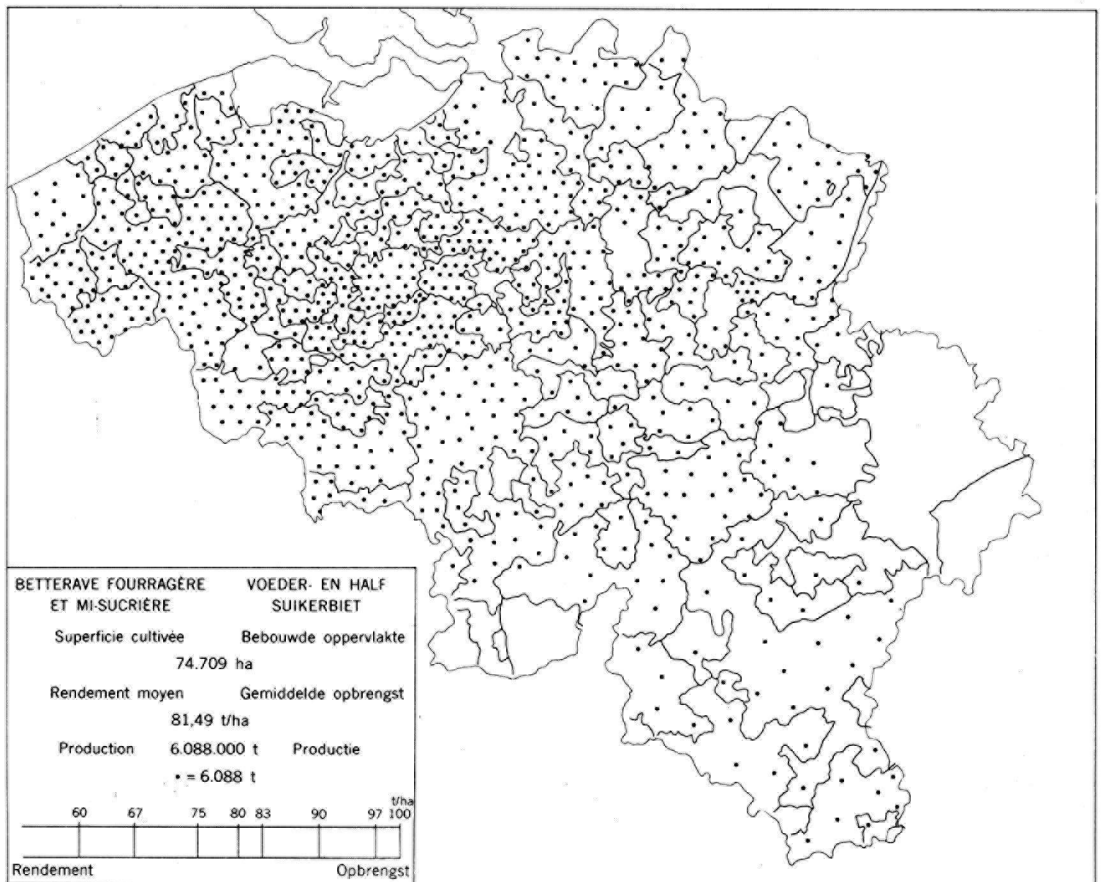 BETTERAVE FOURRAGÈRE VOEDER- EN HALF
ET MI-SUCRIÈRE SUIKERBIET
Superficie cultivée Bebouwde oppervlakte
74.709 ha
Rendement moyen Gemiddelde opbrengst
81,49 t/ha
Production 6.088.000 t Productie
• = 6.088 t
t/ha
60 67 75 80 83 90 97 100
Rendement Opbrengst